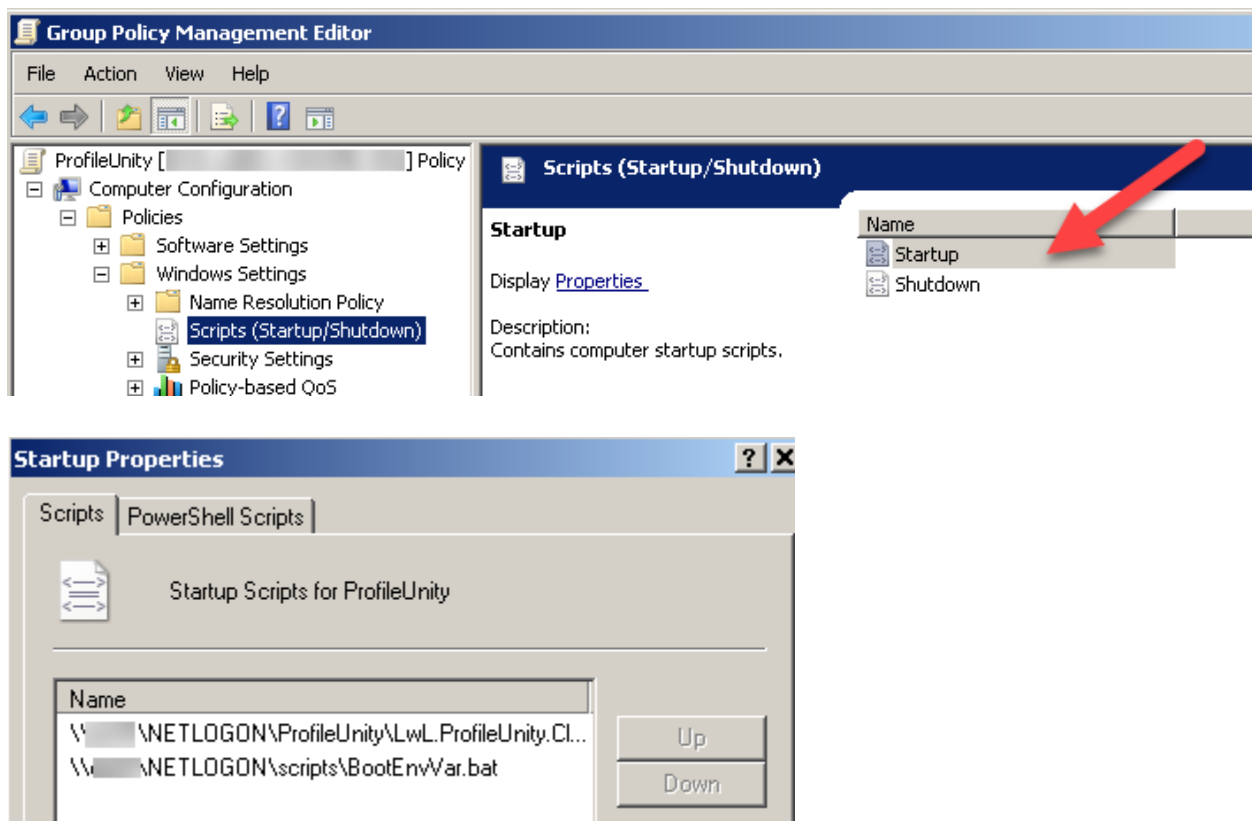 Group Policy Management Editor
File Action View Help
ProfileUnity [ ] Policy
Computer Configuration
Policies
Software Settings
Windows Settings
Name Resolution Policy
Scripts (Startup/Shutdown)
Security Settings
Policy-based QoS
Scripts (Startup/Shutdown)
Startup
Display Properties
Description:
Contains computer startup scripts.
Name
Startup
Shutdown
Startup Properties
Scripts PowerShell Scripts
Startup Scripts for ProfileUnity
Name
\\ \NETLOGON\ProfileUnity\LwL.ProfileUnity.Cl...
\\ \NETLOGON\scripts\BootEnvVar.bat
Up
Down